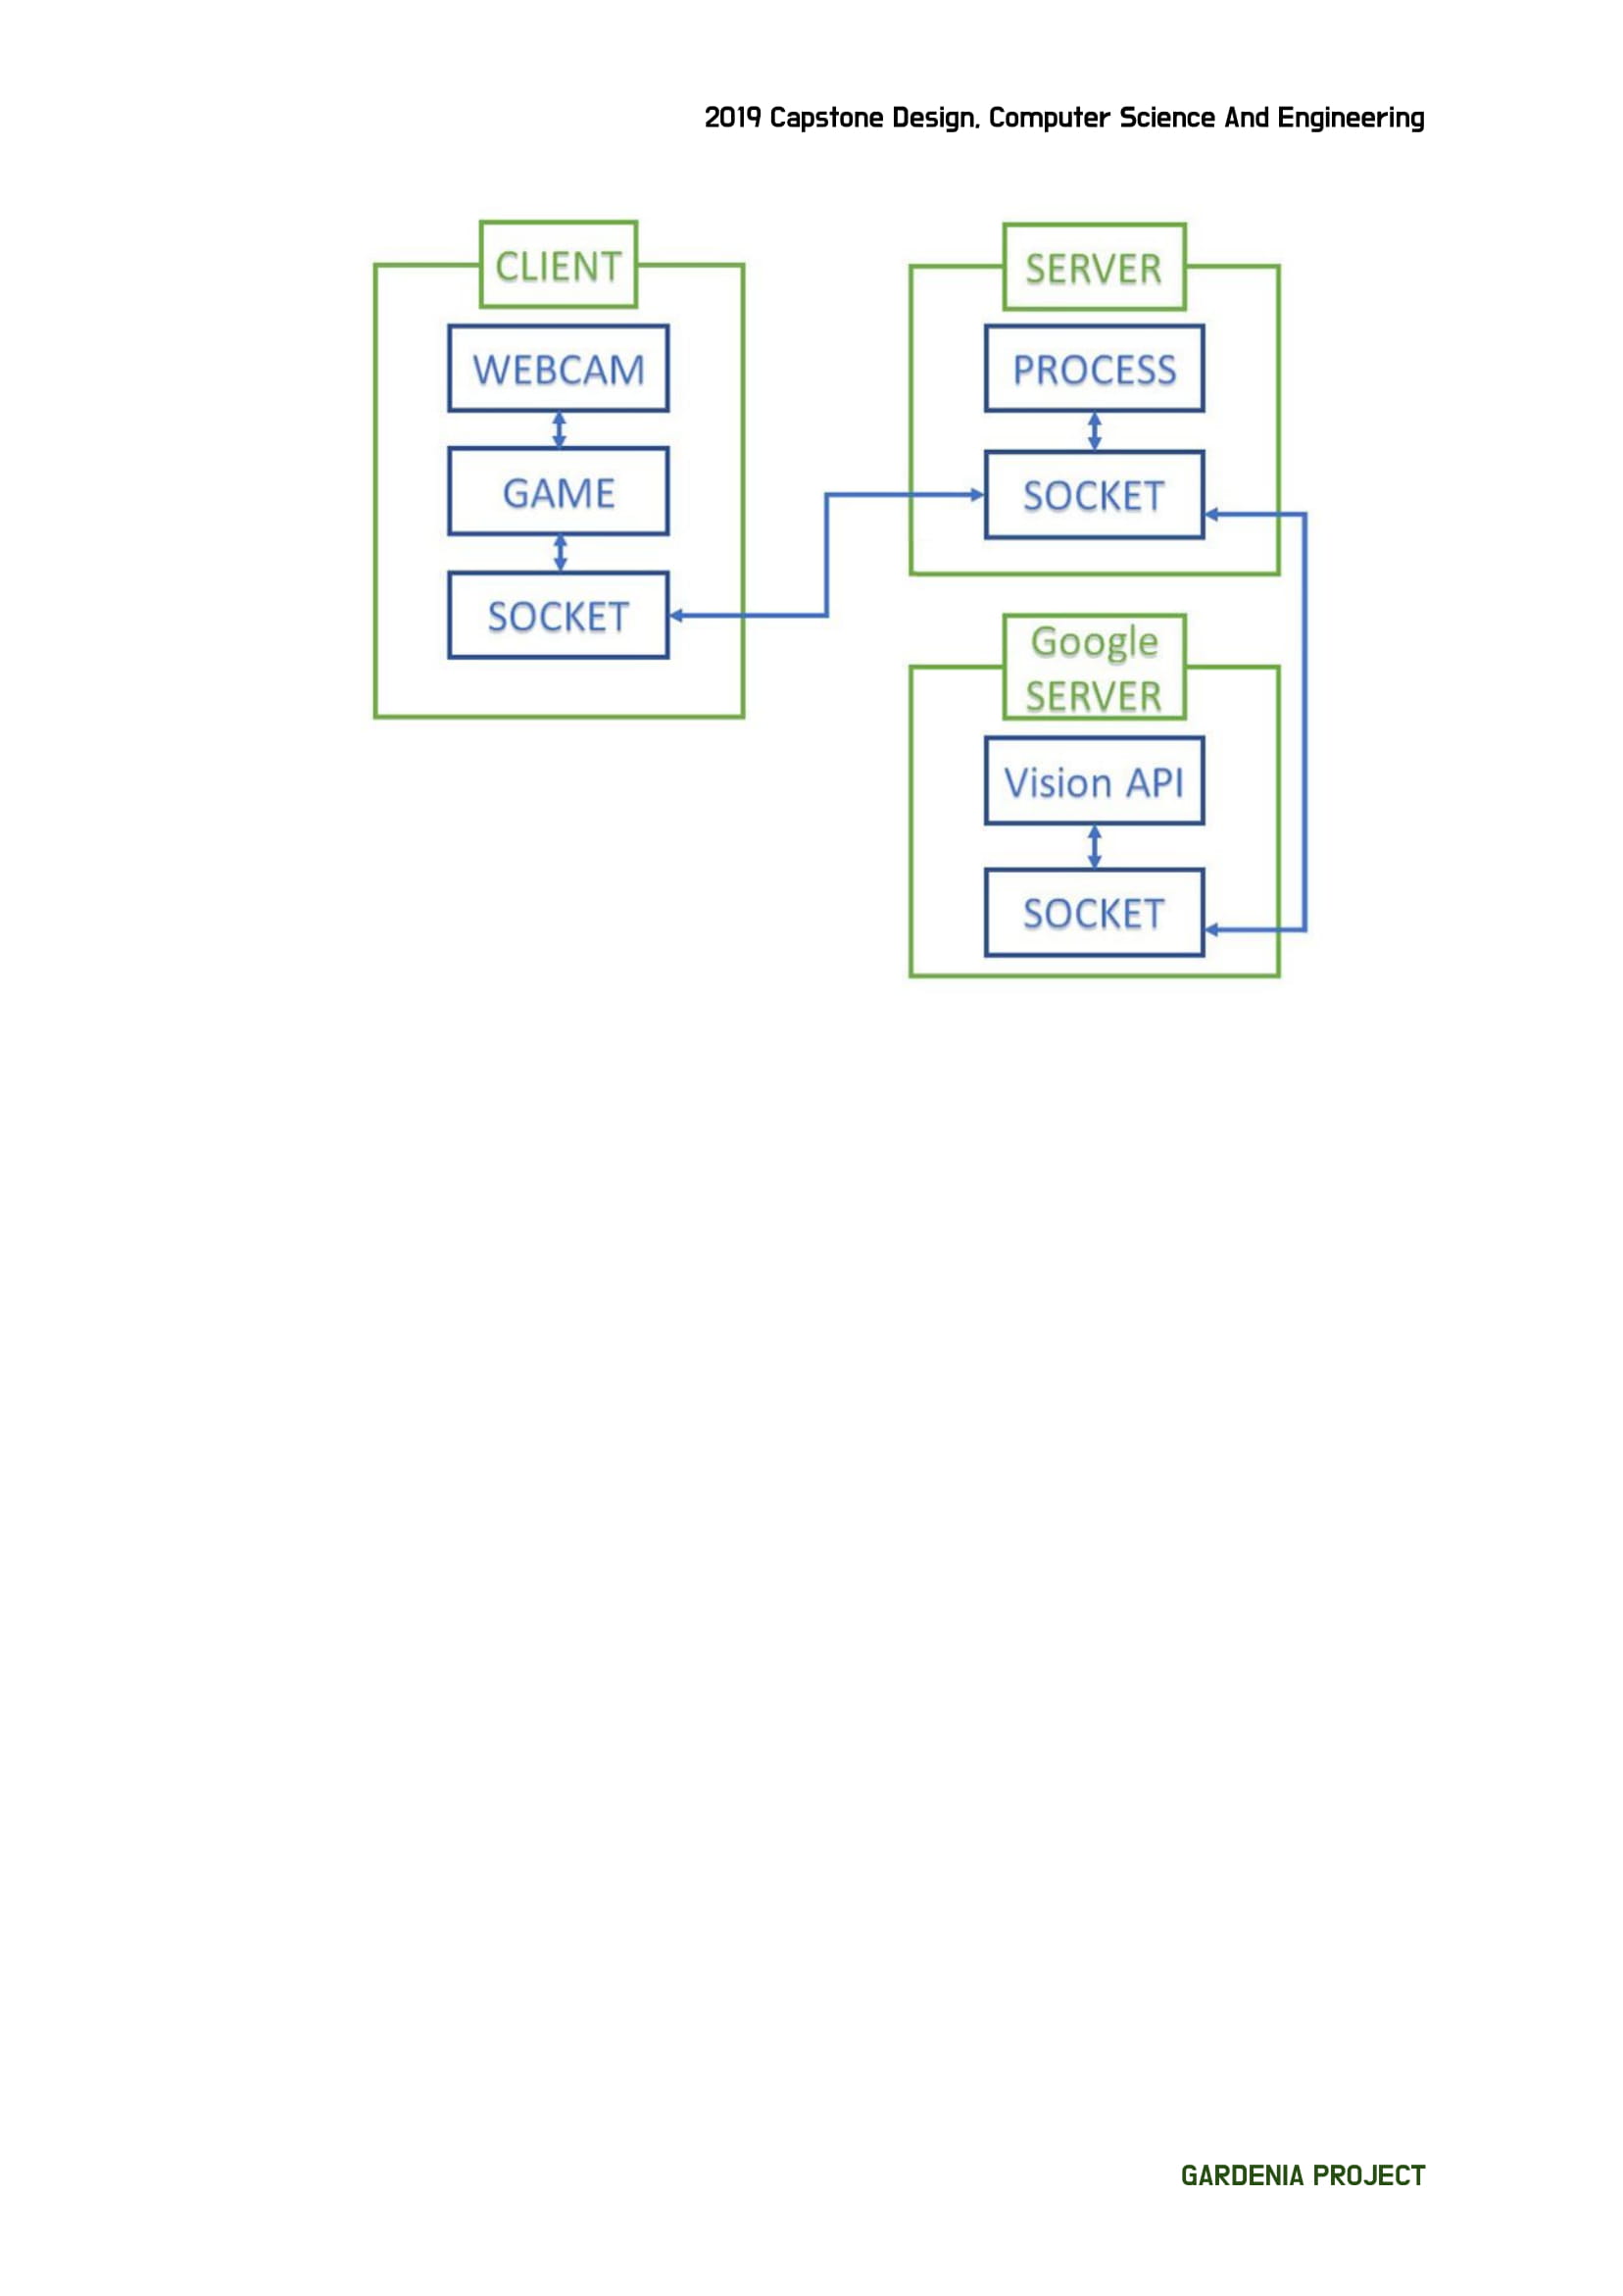 2019 Capstone Design, Computer Science And Engineering
CLIENT
WEBCAM
GAME
SOCKET
SERVER
PROCESS
SOCKET
Google
SERVER
Vision API
SOCKET
GARDENIA PROJECT